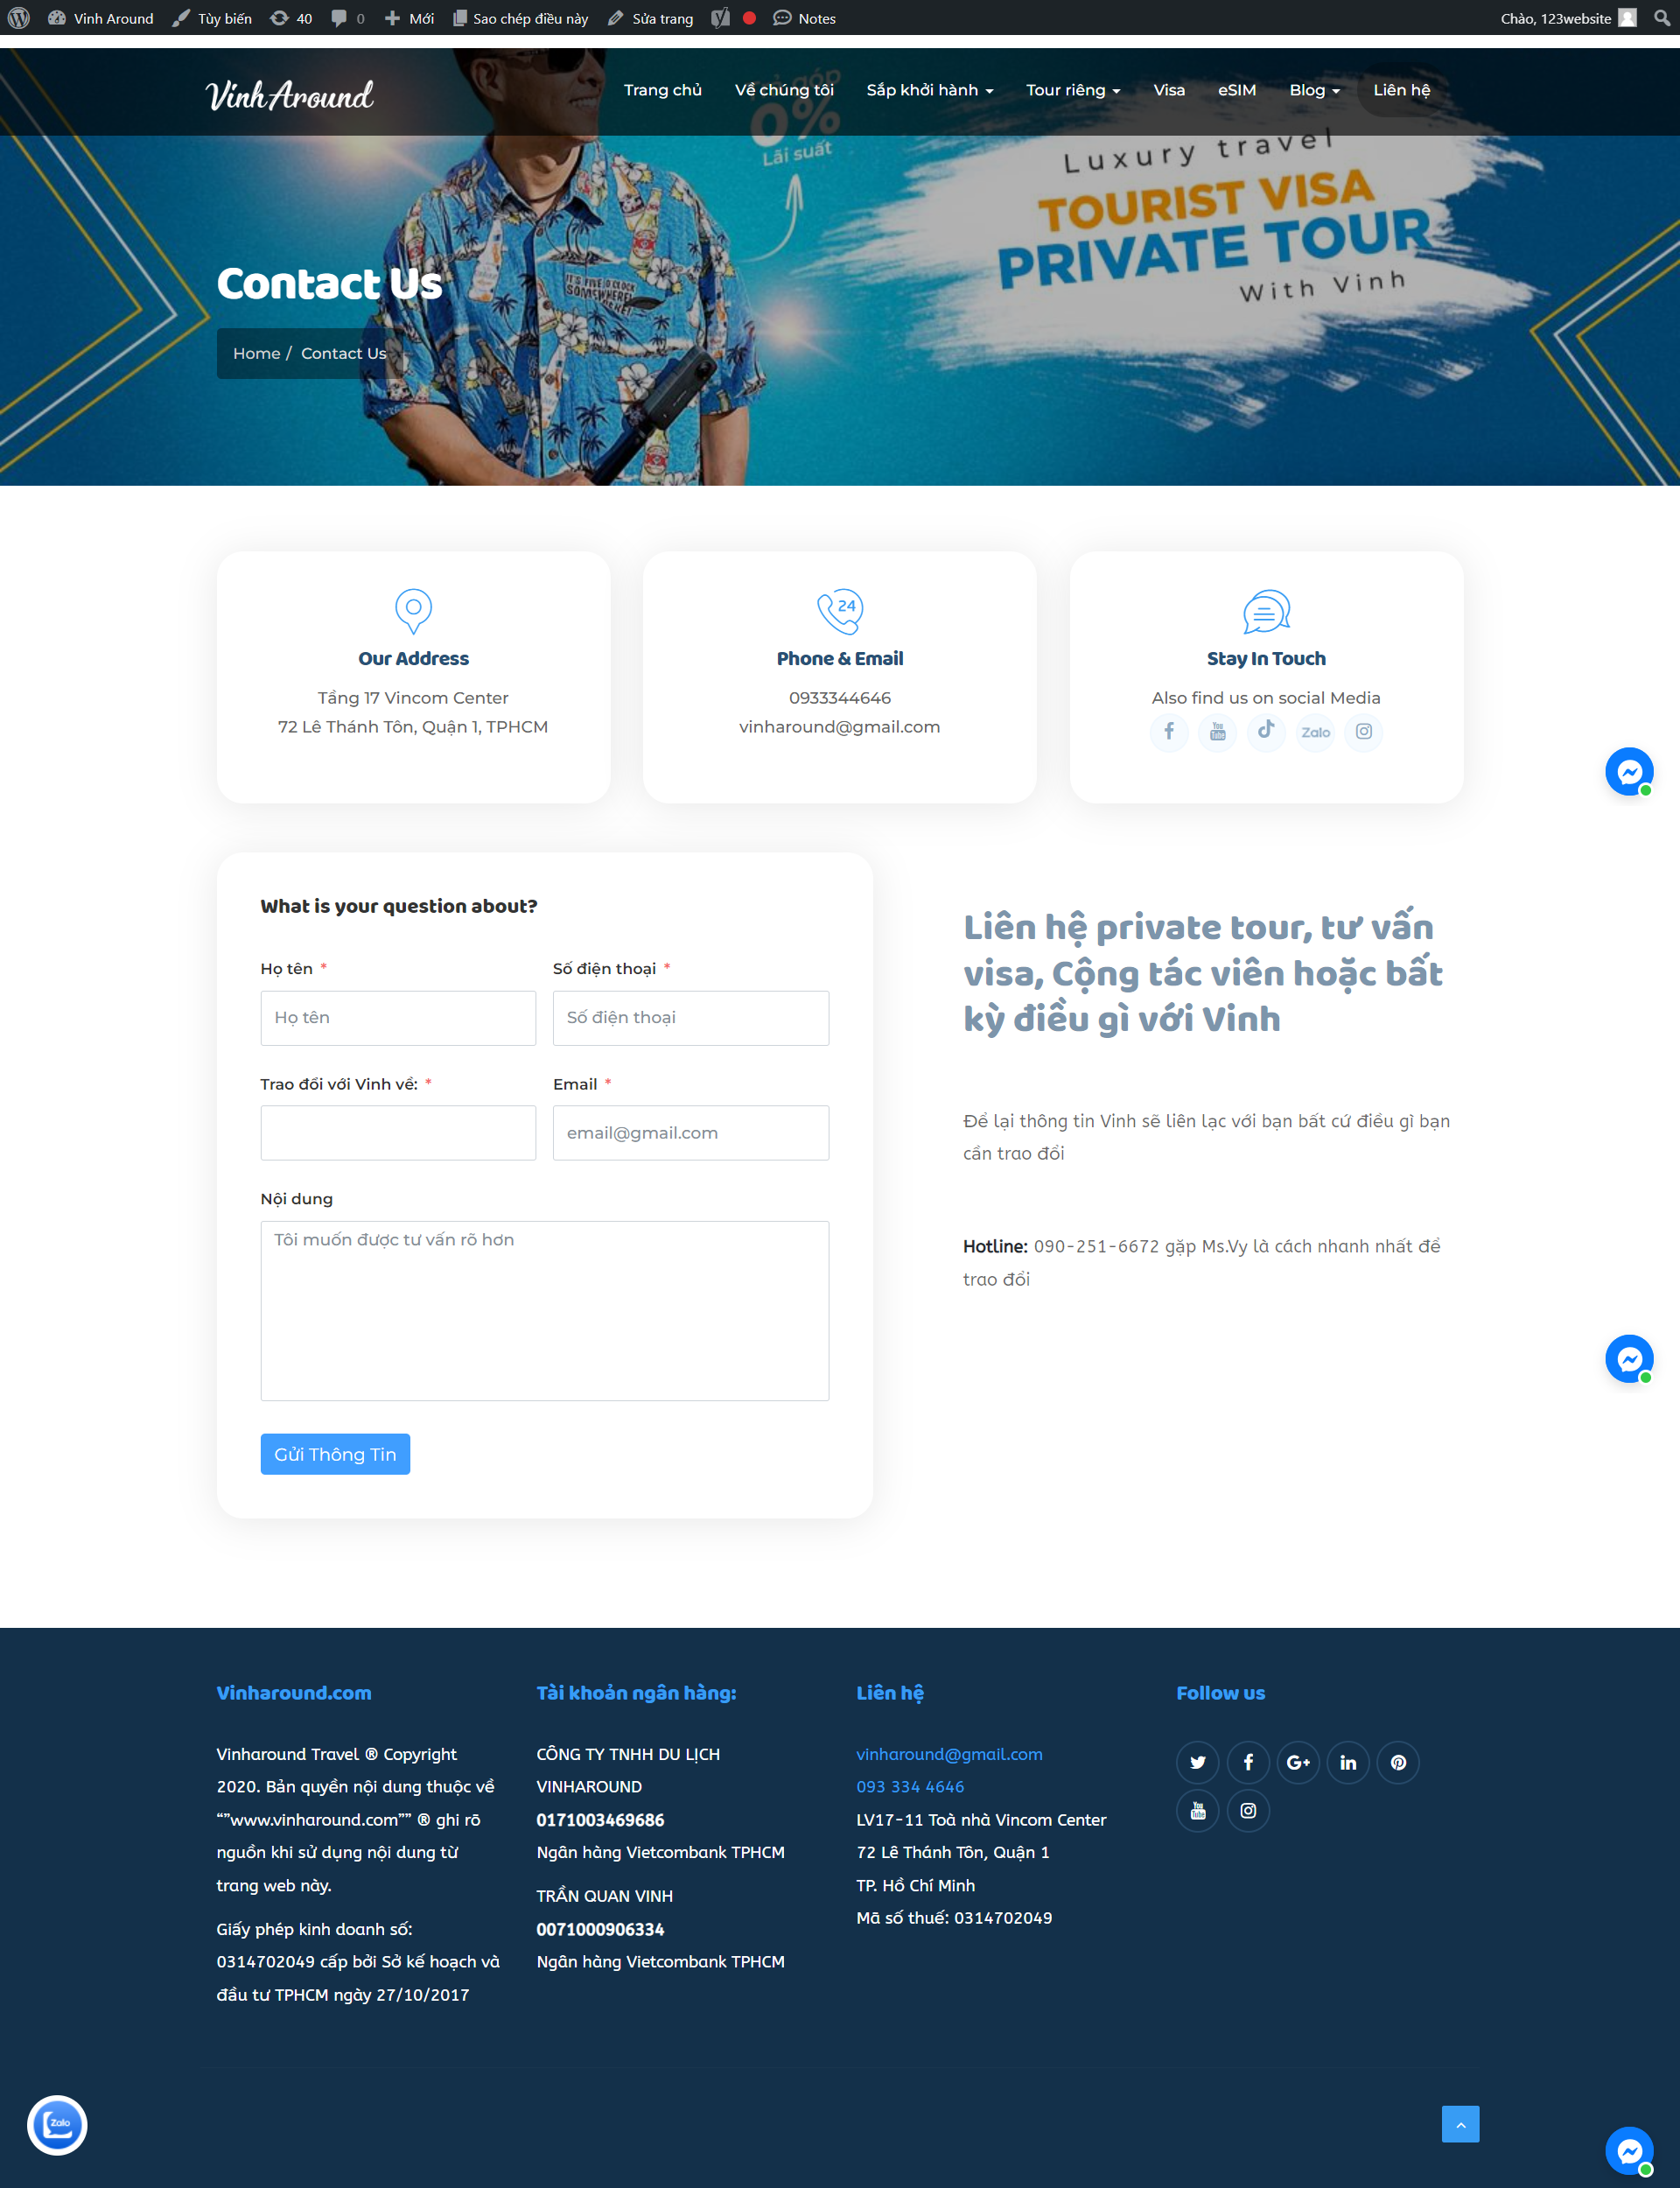 Vinh Around Tùy biến 40 0 Mới Sao chép điều này Sửa trang Notes Chào, 123website
Vinh Around
Trang chủ Về chúng tôi Sắp khởi hành Tour riêng Visa eSIM Blog Liên hệ
góp
0%
Lãi suất
Luxury travel
TOURIST VISA
PRIVATE TOUR
With Vinh
IT'S FIVE O'CLOCK
SOMEWHERE!
Contact Us
Home / Contact Us
24
Our Address
Tầng 17 Vincom Center
72 Lê Thánh Tôn, Quận 1, TPHCM
Phone & Email
0933344646
vinharound@gmail.com
Stay In Touch
Also find us on social Media
You Tube Zalo
What is your question about?
Họ tên * Số điện thoại *
Họ tên Số điện thoại
Trao đổi với Vinh về: * Email *
email@gmail.com
Nội dung
Tôi muốn được tư vấn rõ hơn
Gửi Thông Tin
Liên hệ private tour, tư vấn
visa, Cộng tác viên hoặc bất
kỳ điều gì với Vinh
Để lại thông tin Vinh sẽ liên lạc với bạn bất cứ điều gì bạn
cần trao đổi
Hotline: 090-251-6672 gặp Ms.Vy là cách nhanh nhất để
trao đổi
Vinharound.com
Vinharound Travel ® Copyright
2020. Bản quyền nội dung thuộc về
“”www.vinharound.com”” ® ghi rõ
nguồn khi sử dụng nội dung từ
trang web này.
Giấy phép kinh doanh số:
0314702049 cấp bởi Sở kế hoạch và
đầu tư TPHCM ngày 27/10/2017
Tài khoản ngân hàng:
CÔNG TY TNHH DU LỊCH
VINHAROUND
0171003469686
Ngân hàng Vietcombank TPHCM
TRẦN QUAN VINH
0071000906334
Ngân hàng Vietcombank TPHCM
Liên hệ
vinharound@gmail.com
093 334 4646
LV17-11 Toà nhà Vincom Center
72 Lê Thánh Tôn, Quận 1
TP. Hồ Chí Minh
Mã số thuế: 0314702049
Follow us
G+ in
You Tube
Zalo